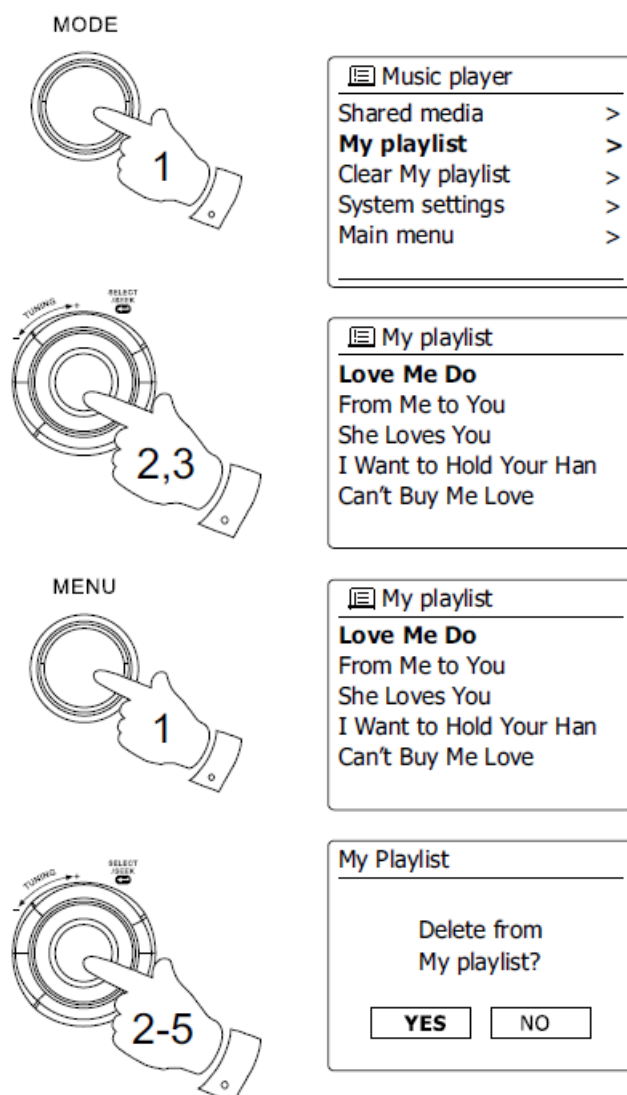 MODE
1
Music player
Shared media >
My playlist >
Clear My playlist >
System settings >
Main menu >
TUNING
- +
SELECT
/SEEK
2,3
My playlist
Love Me Do
From Me to You
She Loves You
I Want to Hold Your Han
Can't Buy Me Love
MENU
1
My playlist
Love Me Do
From Me to You
She Loves You
I Want to Hold Your Han
Can't Buy Me Love
TUNING
- +
SELECT
/SEEK
2-5
My Playlist
Delete from
My playlist?
YES NO